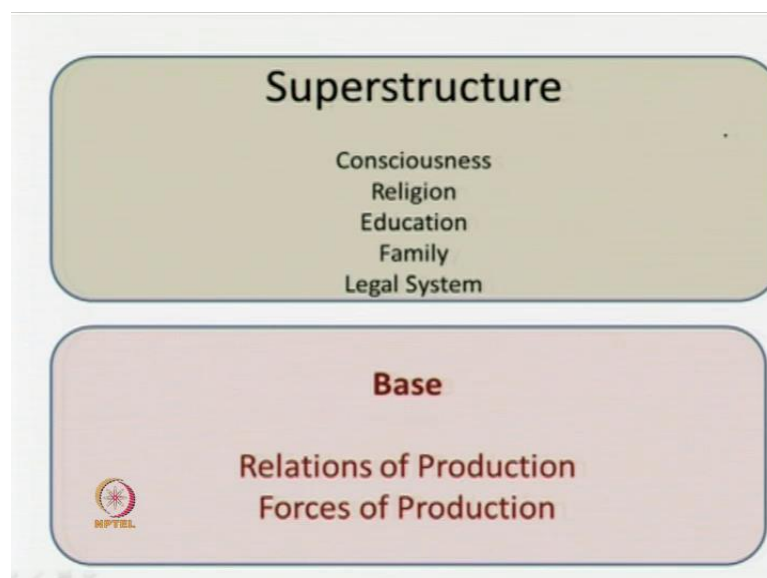 Superstructure
Consciousness
Religion
Education
Family
Legal System
Base
Relations of Production
Forces of Production
NPTEL